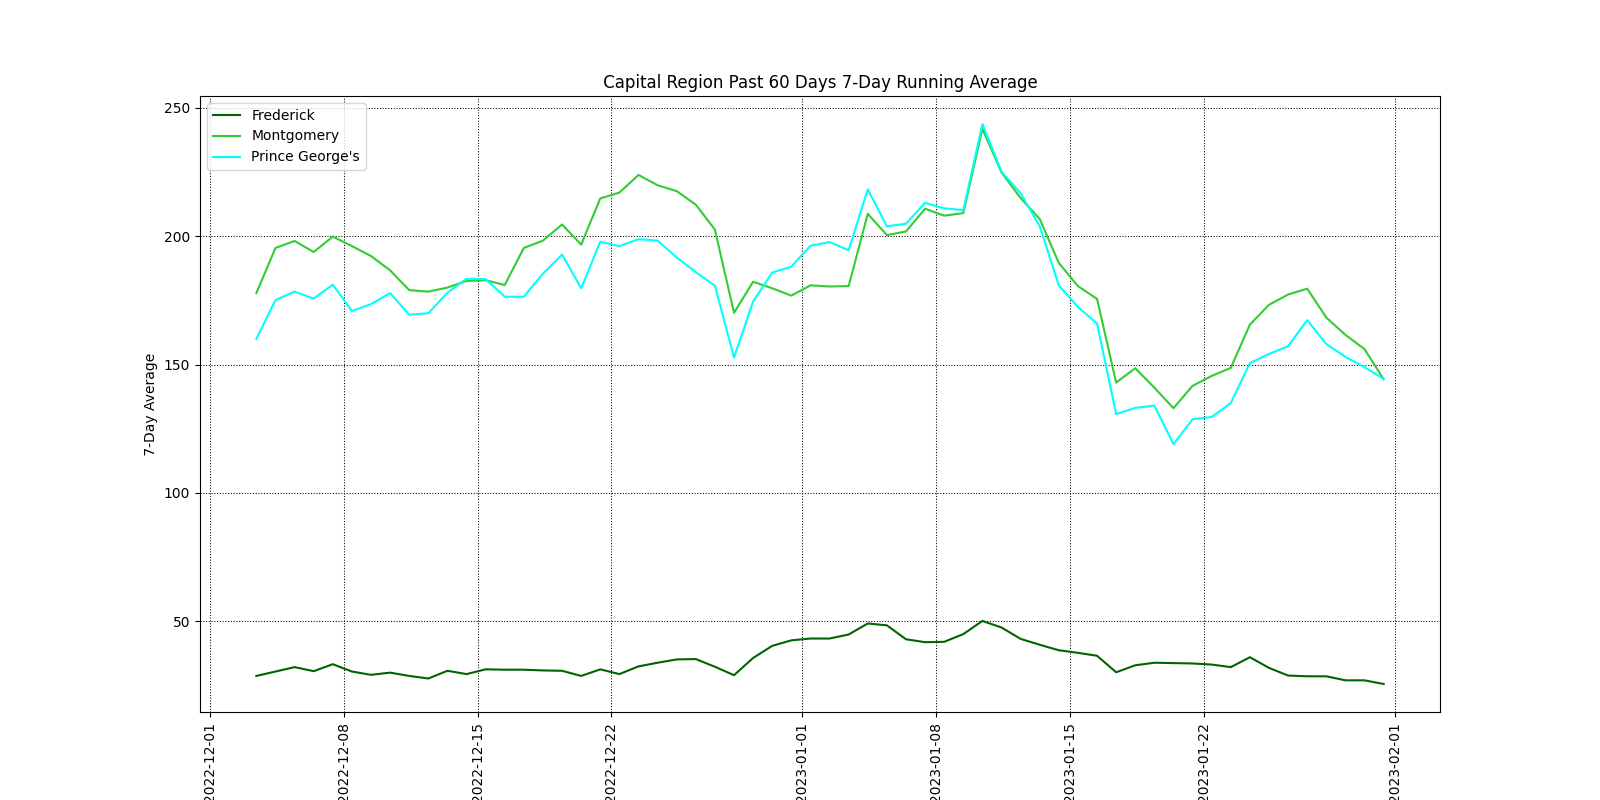 Capital Region Past 60 Days 7-Day Running Average
250
Frederick
Montgomery
Prince George's
200
150
7-Day Average
100
50
2022-12-01
2022-12-08
2022-12-15
2022-12-22
2023-01-01
2023-01-08
2023-01-15
2023-01-22
2023-02-01